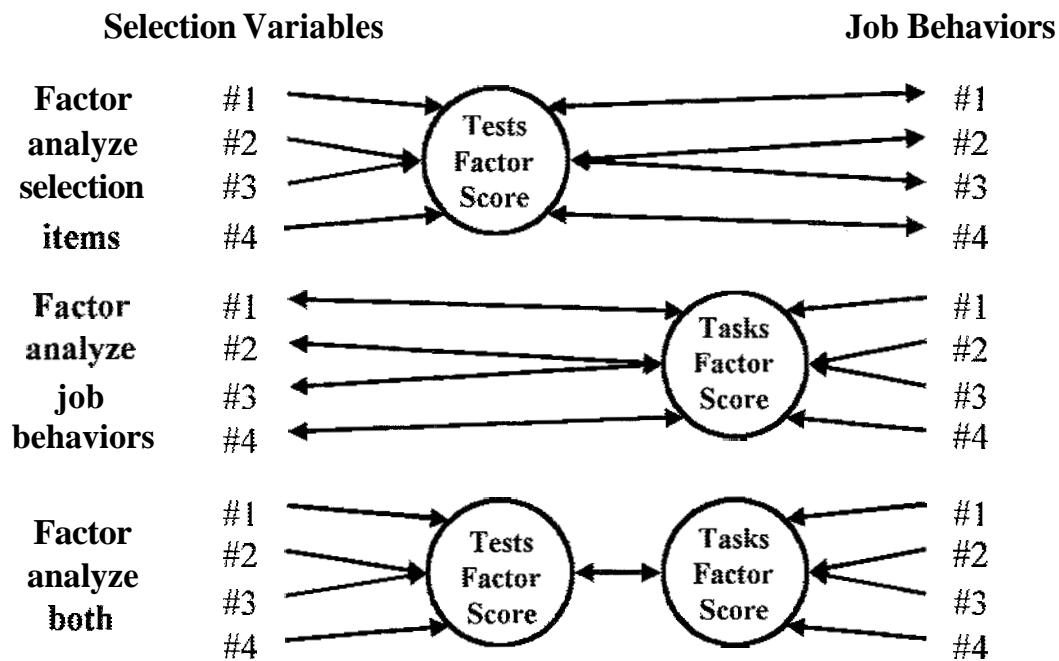 Selection Variables
Job Behaviors
Factor
analyze
selection
items
#1
#2
#3
#4
Tests
Factor
Score
#1
#2
#3
#4
Factor
analyze
job
behaviors
#1
#2
#3
#4
Tasks
Factor
Score
#1
#2
#3
#4
Factor
analyze
both
#1
#2
#3
#4
Tests
Factor
Score
Tasks
Factor
Score
#1
#2
#3
#4